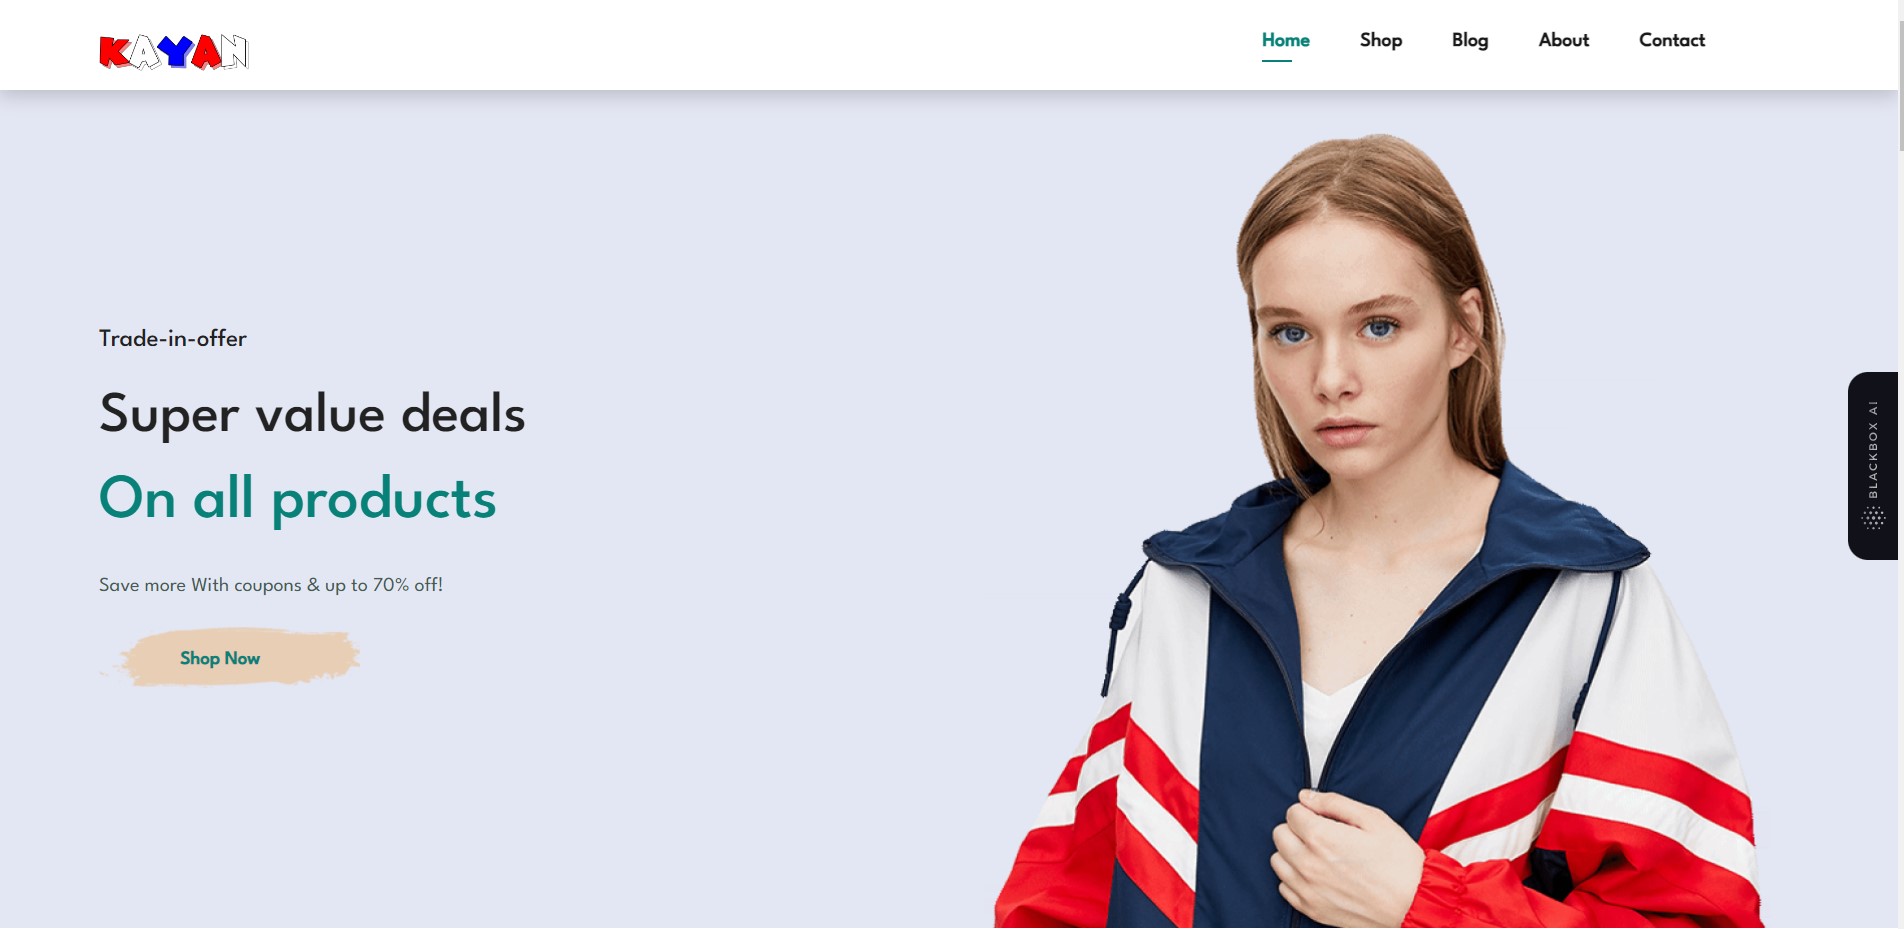 KAYAN
Home
Shop
Blog
About
Contact
Trade-in-offer
Super value deals
On all products
Save more With coupons & up to 70% off!
Shop Now
BLACKBOX AI